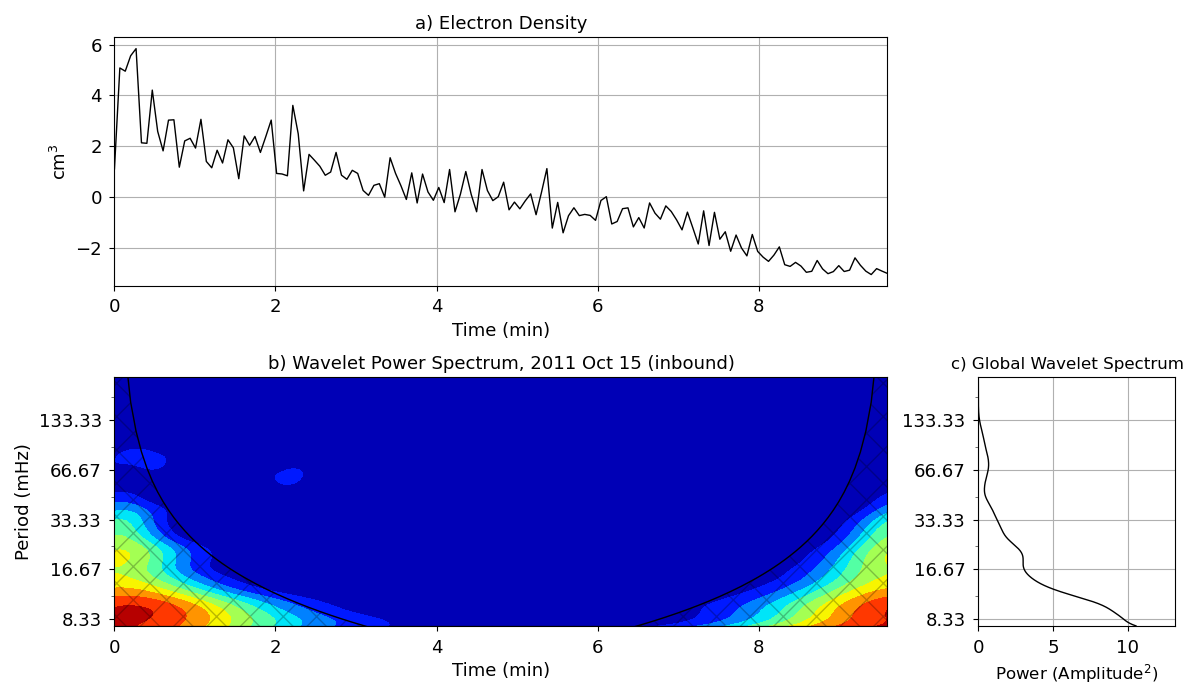 a) Electron Density
6
4
2
0
−2
cm³
0 2 4 6 8
Time (min)
b) Wavelet Power Spectrum, 2011 Oct 15 (inbound)
133.33
66.67
33.33
16.67
8.33
Period (mHz)
0 2 4 6 8
Time (min)
c) Global Wavelet Spectrum
133.33
66.67
33.33
16.67
8.33
0 5 10
Power (Amplitude²)